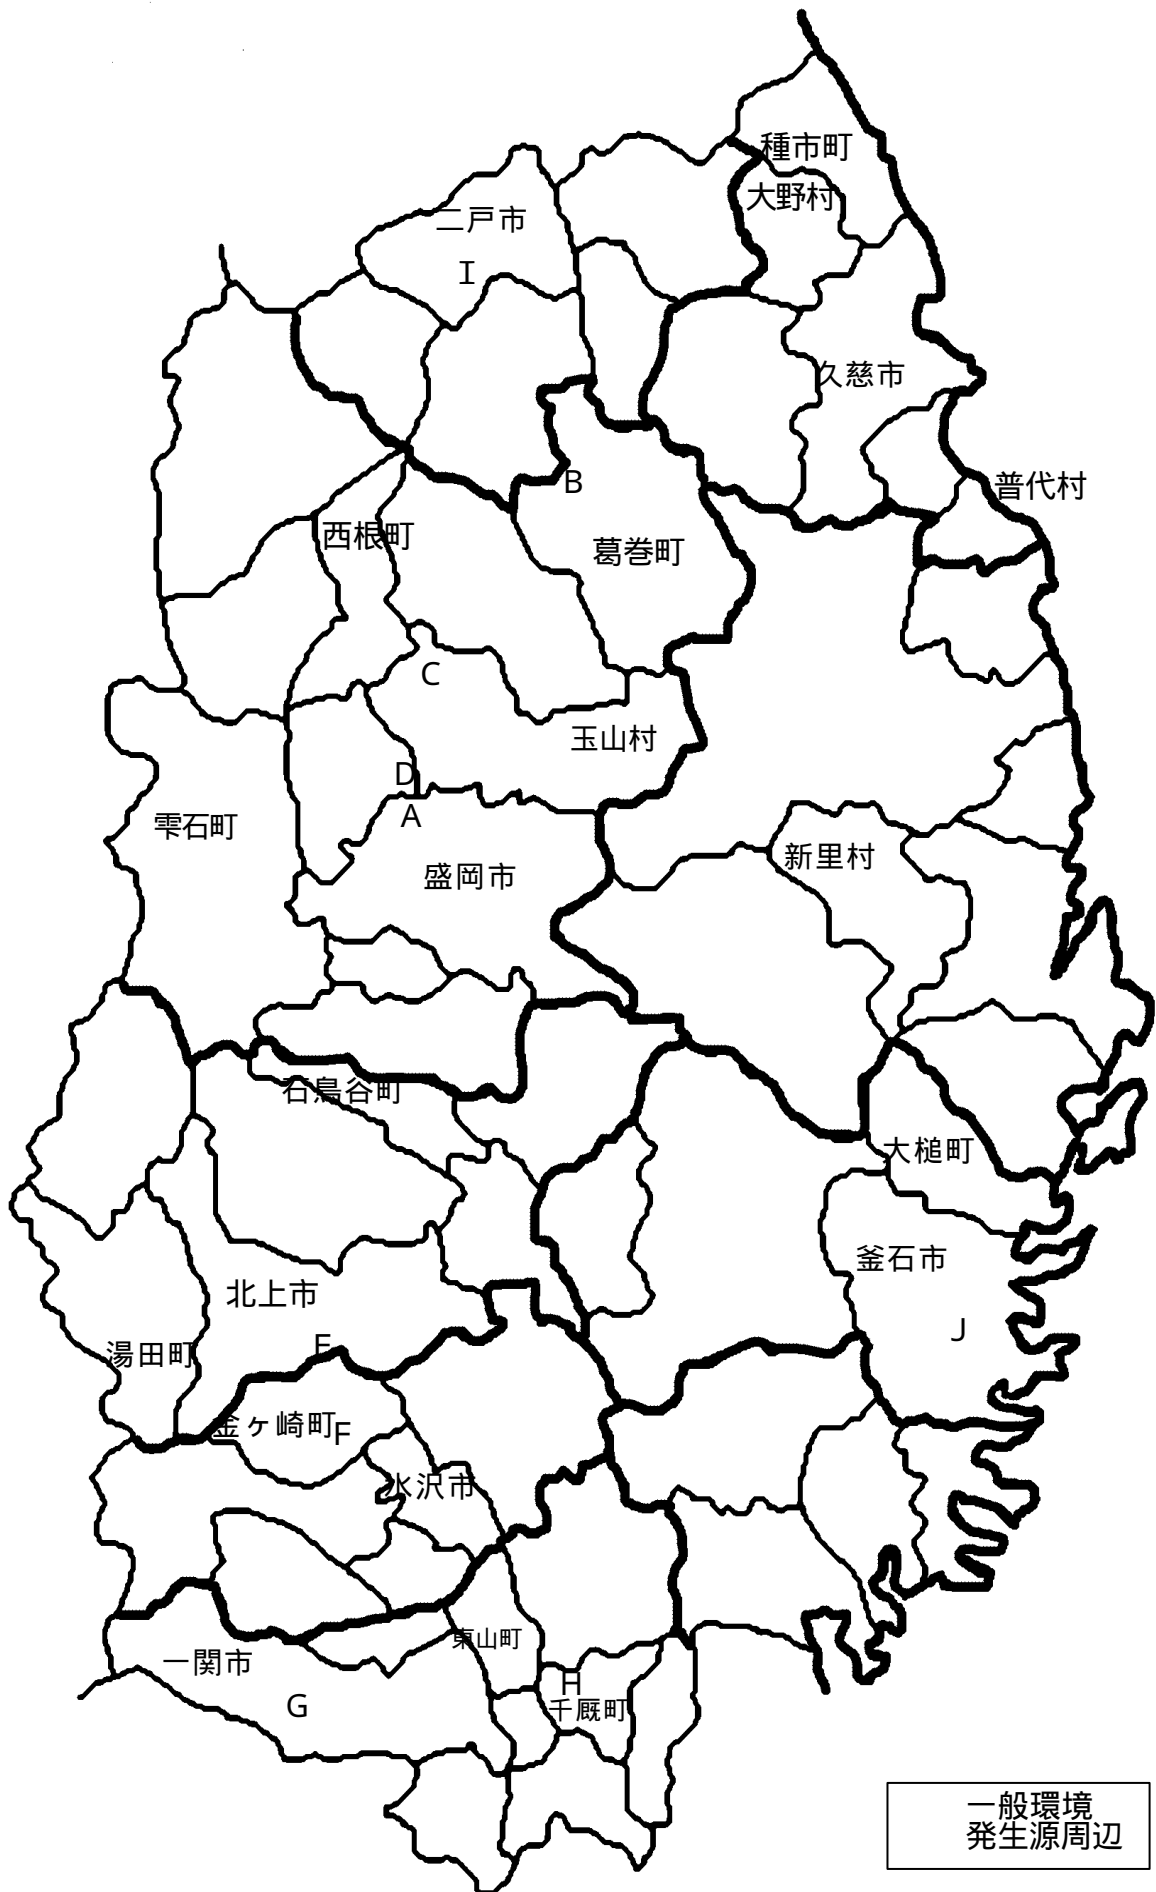 種市町
大野村
二戸市
I
久慈市
B
普代村
西根町
葛巻町
C
玉山村
D
A
雫石町
新里村
盛岡市
石鳥谷町
大槌町
釜石市
北上市
J
E
湯田町
金ヶ崎町
F
水沢市
東山町
一関市
H
G
千厩町
一般環境
発生源周辺